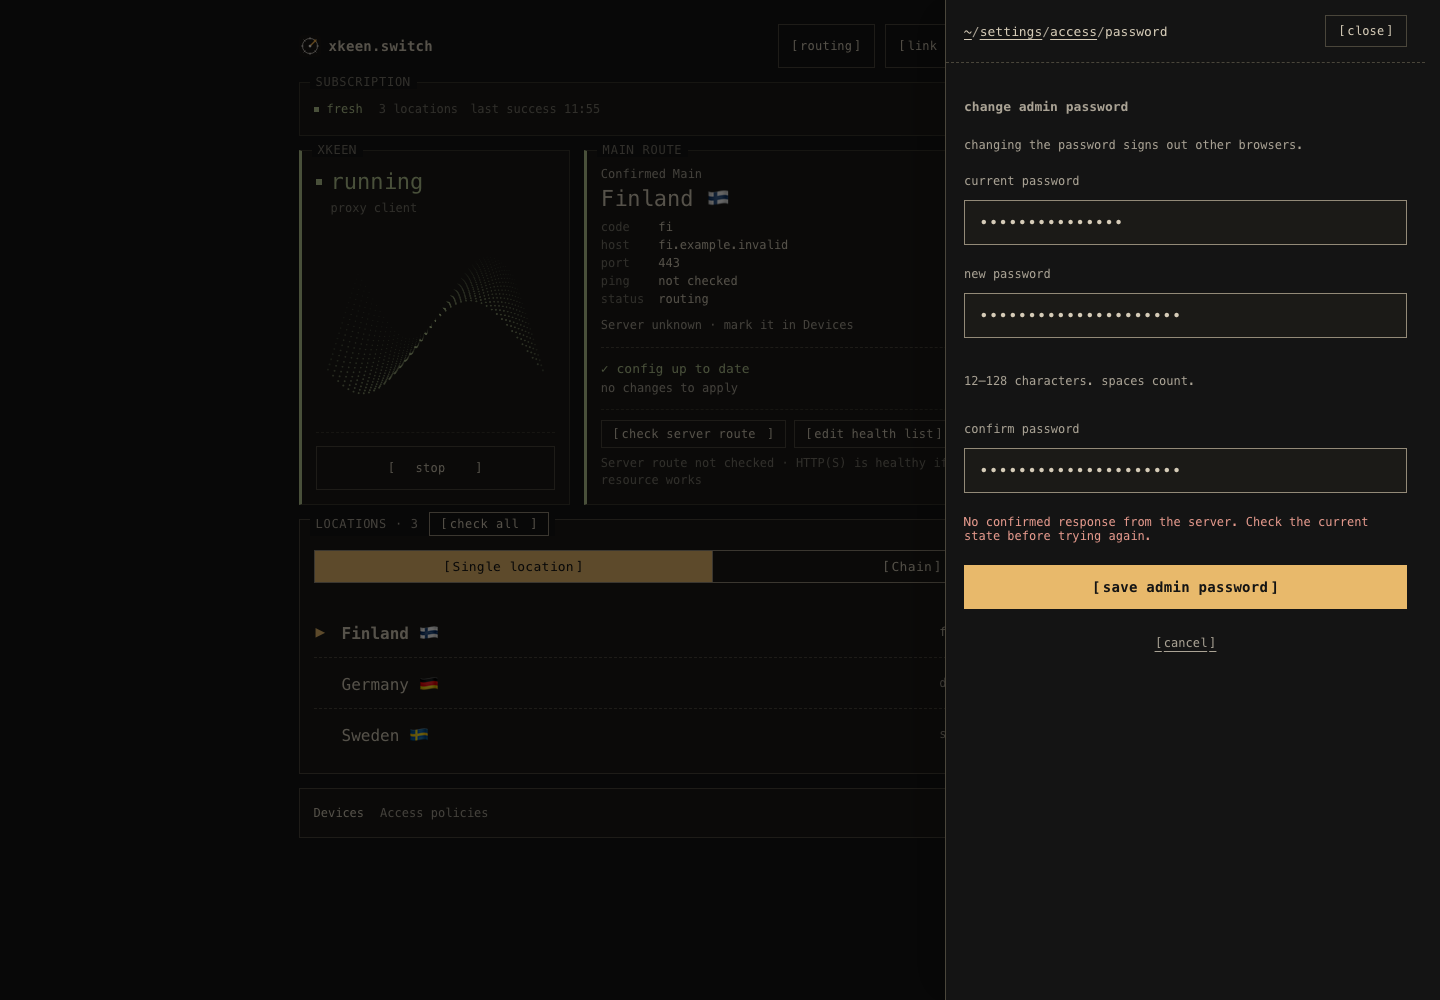 xkeen.switch
[routing]
[link
SUBSCRIPTION
fresh 3 locations last success 11:55
XKEEN
running
proxy client
[ stop ]
MAIN ROUTE
Confirmed Main
Finland
code fi
host fi.example.invalid
port 443
ping not checked
status routing
Server unknown · mark it in Devices
✓ config up to date
no changes to apply
[check server route ] [edit health list]
Server route not checked · HTTP(S) is healthy if
resource works
LOCATIONS · 3 [check all ]
[Single location] [Chain]
▶ Finland
Germany
Sweden
Devices Access policies
~/settings/access/password
[close]
change admin password
changing the password signs out other browsers.
current password
•••••••••••••••
new password
•••••••••••••••••••••
12–128 characters. spaces count.
confirm password
•••••••••••••••••••••
No confirmed response from the server. Check the current
state before trying again.
[save admin password]
[cancel]